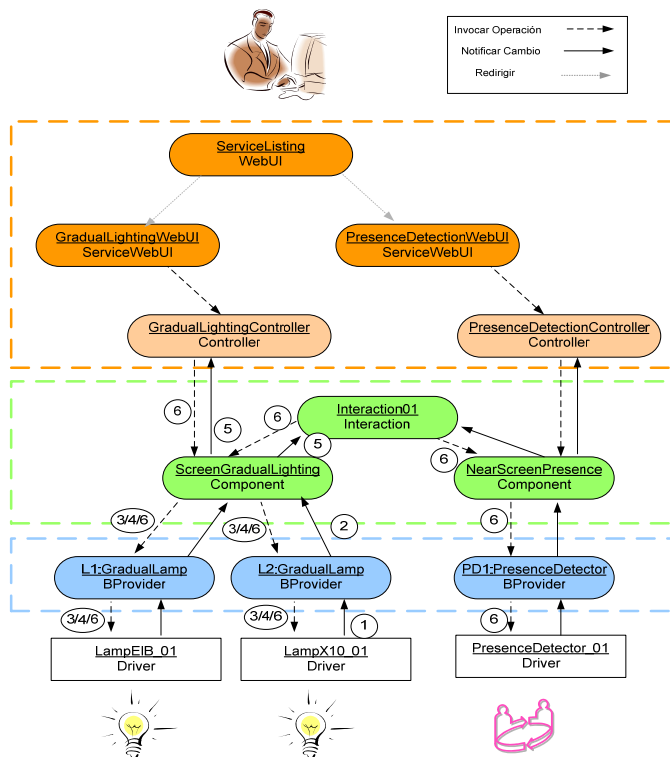 Invocar Operación
Notificar Cambio
Redirigir
ServiceListing
WebUI
GradualLightingWebUI
ServiceWebUI
PresenceDetectionWebUI
ServiceWebUI
GradualLightingController
Controller
PresenceDetectionController
Controller
6
5
6
5
Interaction01
Interaction
6
ScreenGradualLighting
Component
NearScreenPresence
Component
3/4/6
3/4/6
2
6
L1:GradualLamp
BProvider
L2:GradualLamp
BProvider
PD1:PresenceDetector
BProvider
3/4/6
3/4/6
1
6
LampEIB_01
Driver
LampX10_01
Driver
PresenceDetector_01
Driver